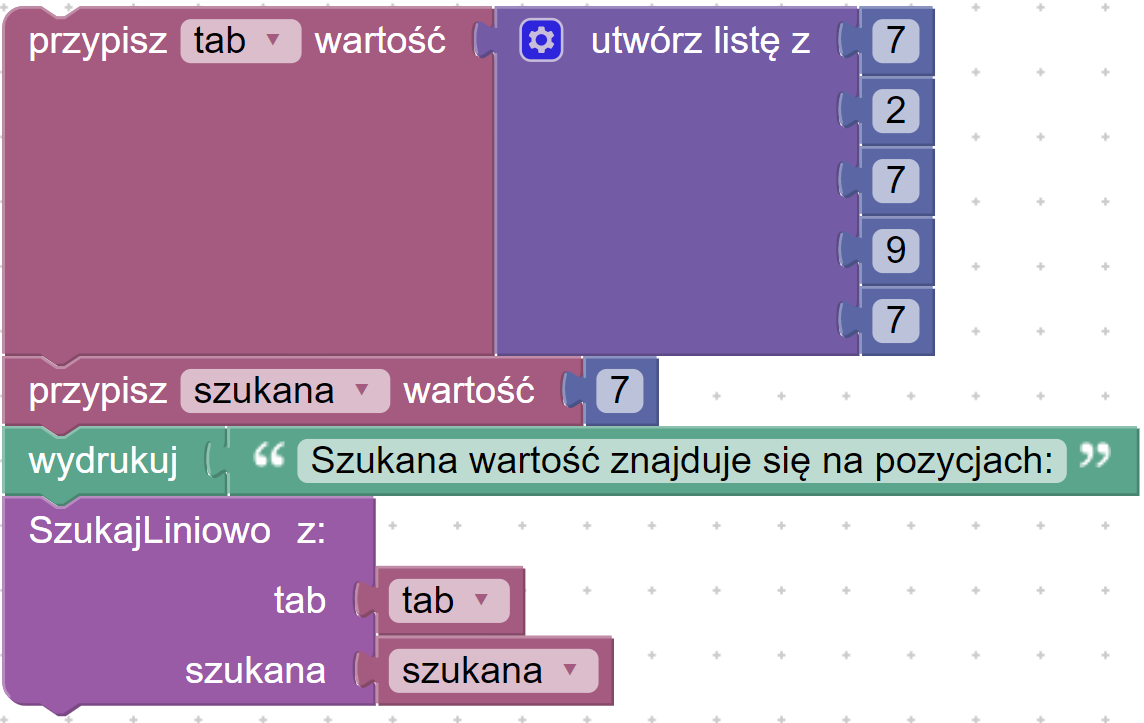 przypisz tab wartość utwórz listę z 7
2
7
9
7
przypisz szukana wartość 7
wydrukuj “ Szukana wartość znajduje się na pozycjach: ”
SzukajLiniowo z:
tab tab
szukana szukana